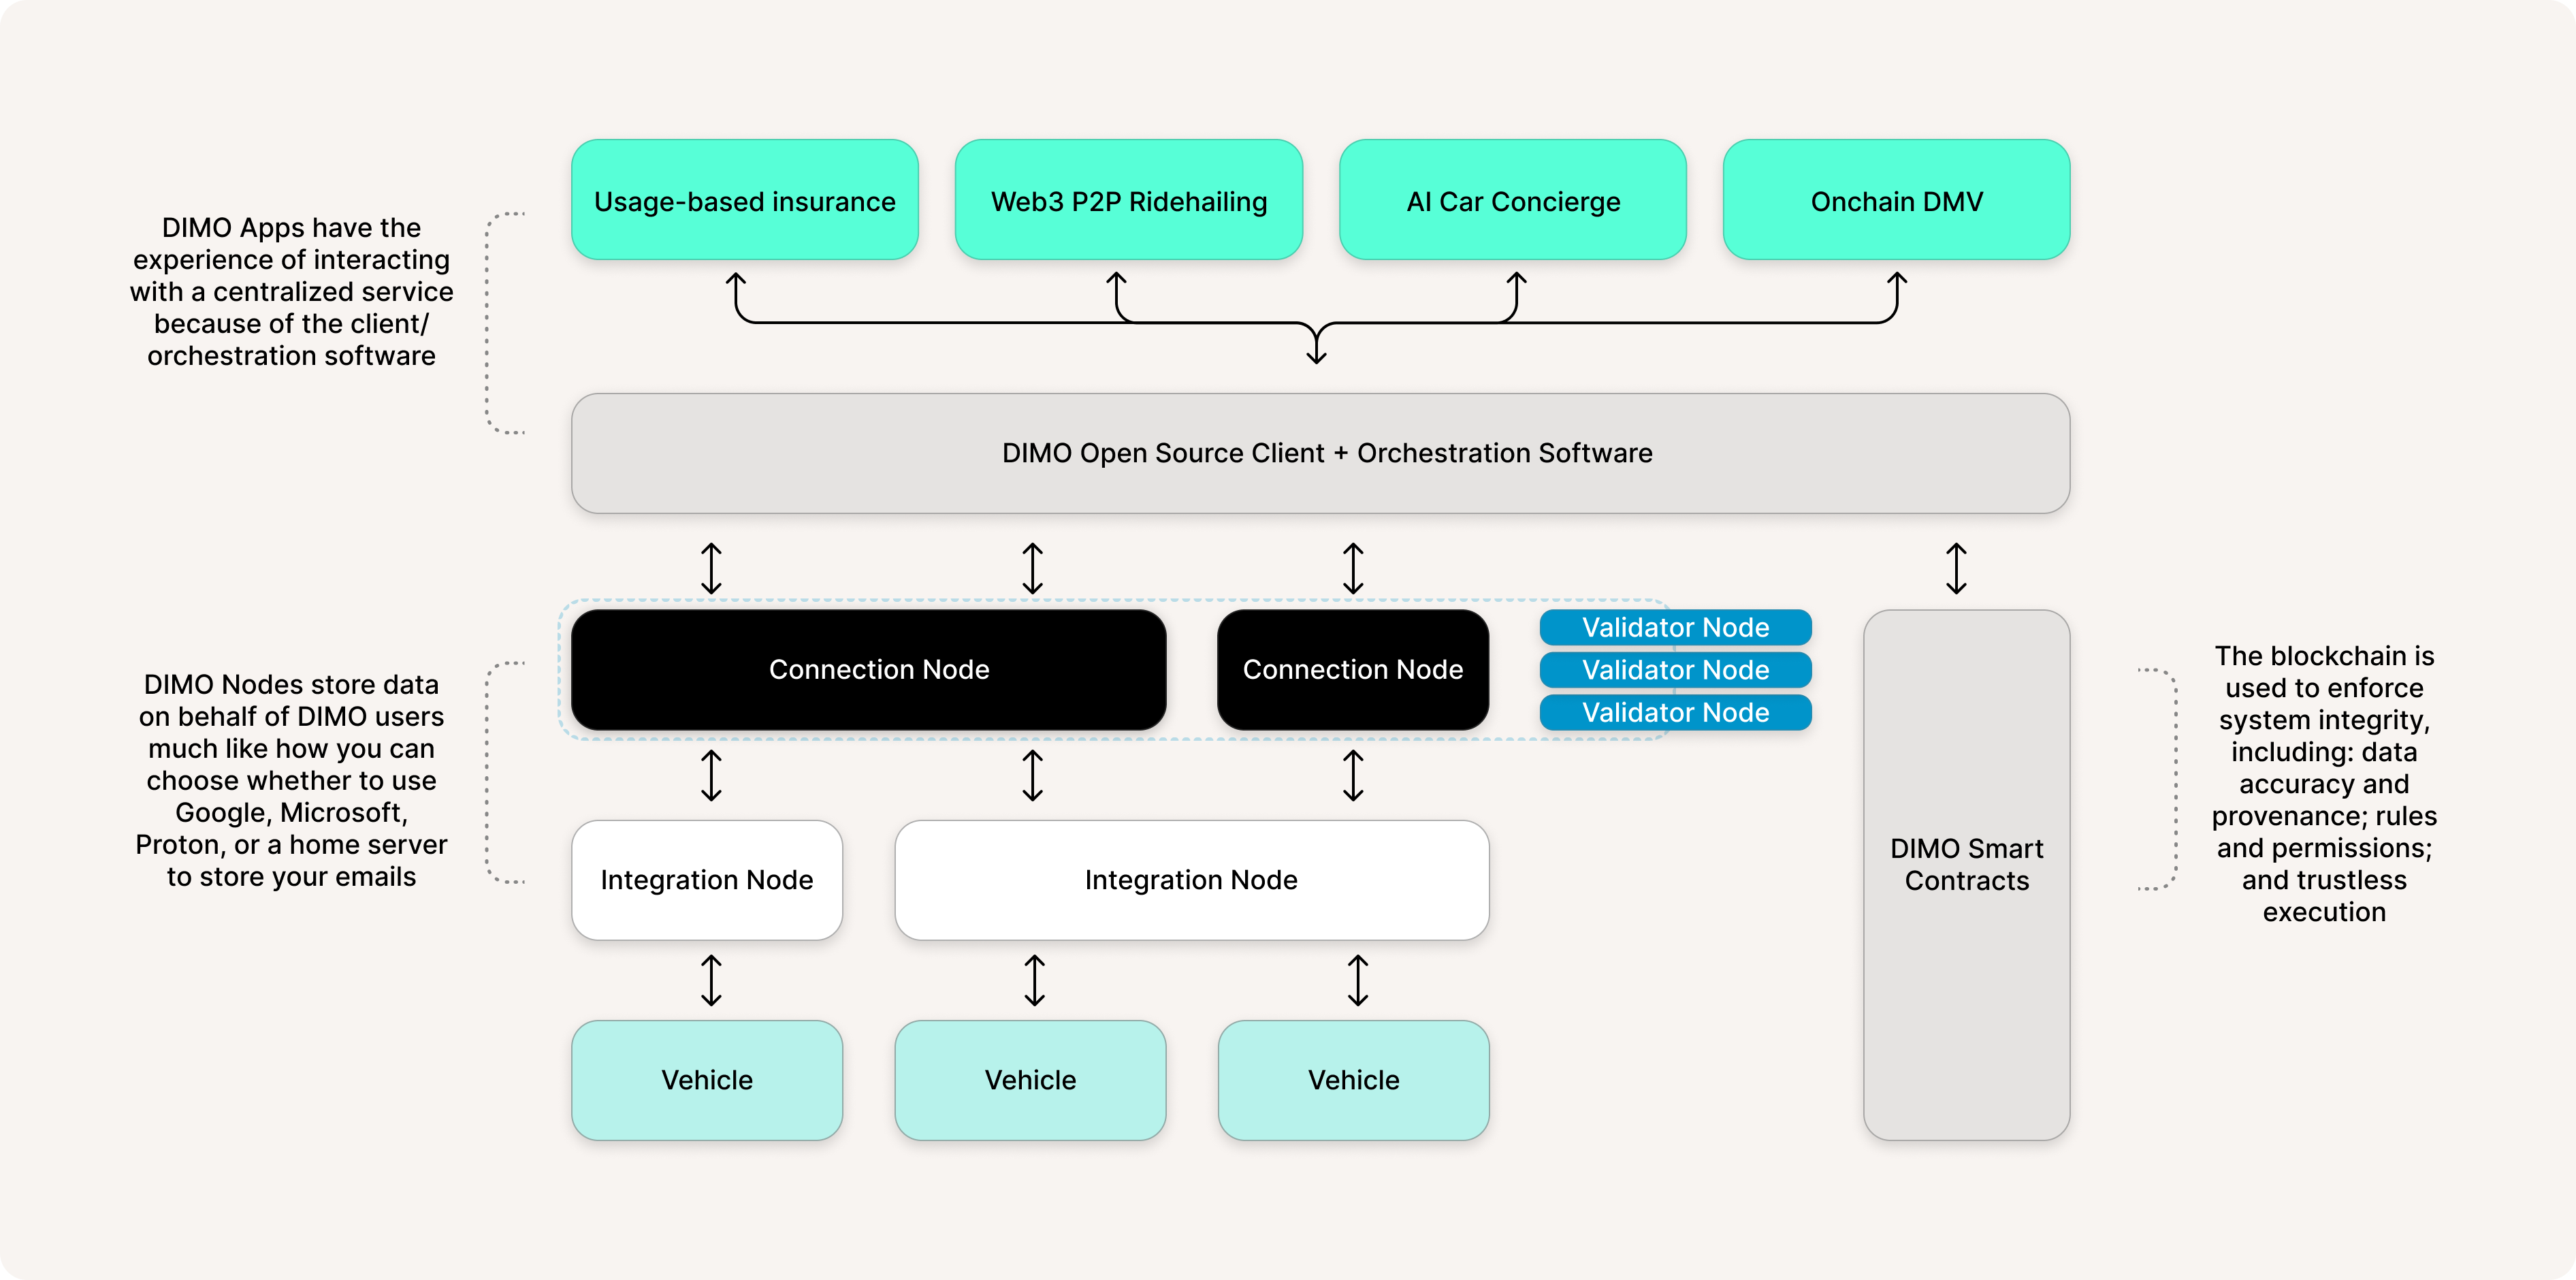 Usage-based insurance
Web3 P2P Ridehailing
AI Car Concierge
Onchain DMV
DIMO Apps have the
experience of interacting
with a centralized service
because of the client/
orchestration software
DIMO Open Source Client + Orchestration Software
Connection Node
Connection Node
Validator Node
Validator Node
Validator Node
DIMO Nodes store data
on behalf of DIMO users
much like how you can
choose whether to use
Google, Microsoft,
Proton, or a home server
to store your emails
Integration Node
Integration Node
DIMO Smart
Contracts
The blockchain is
used to enforce
system integrity,
including: data
accuracy and
provenance; rules
and permissions;
and trustless
execution
Vehicle
Vehicle
Vehicle